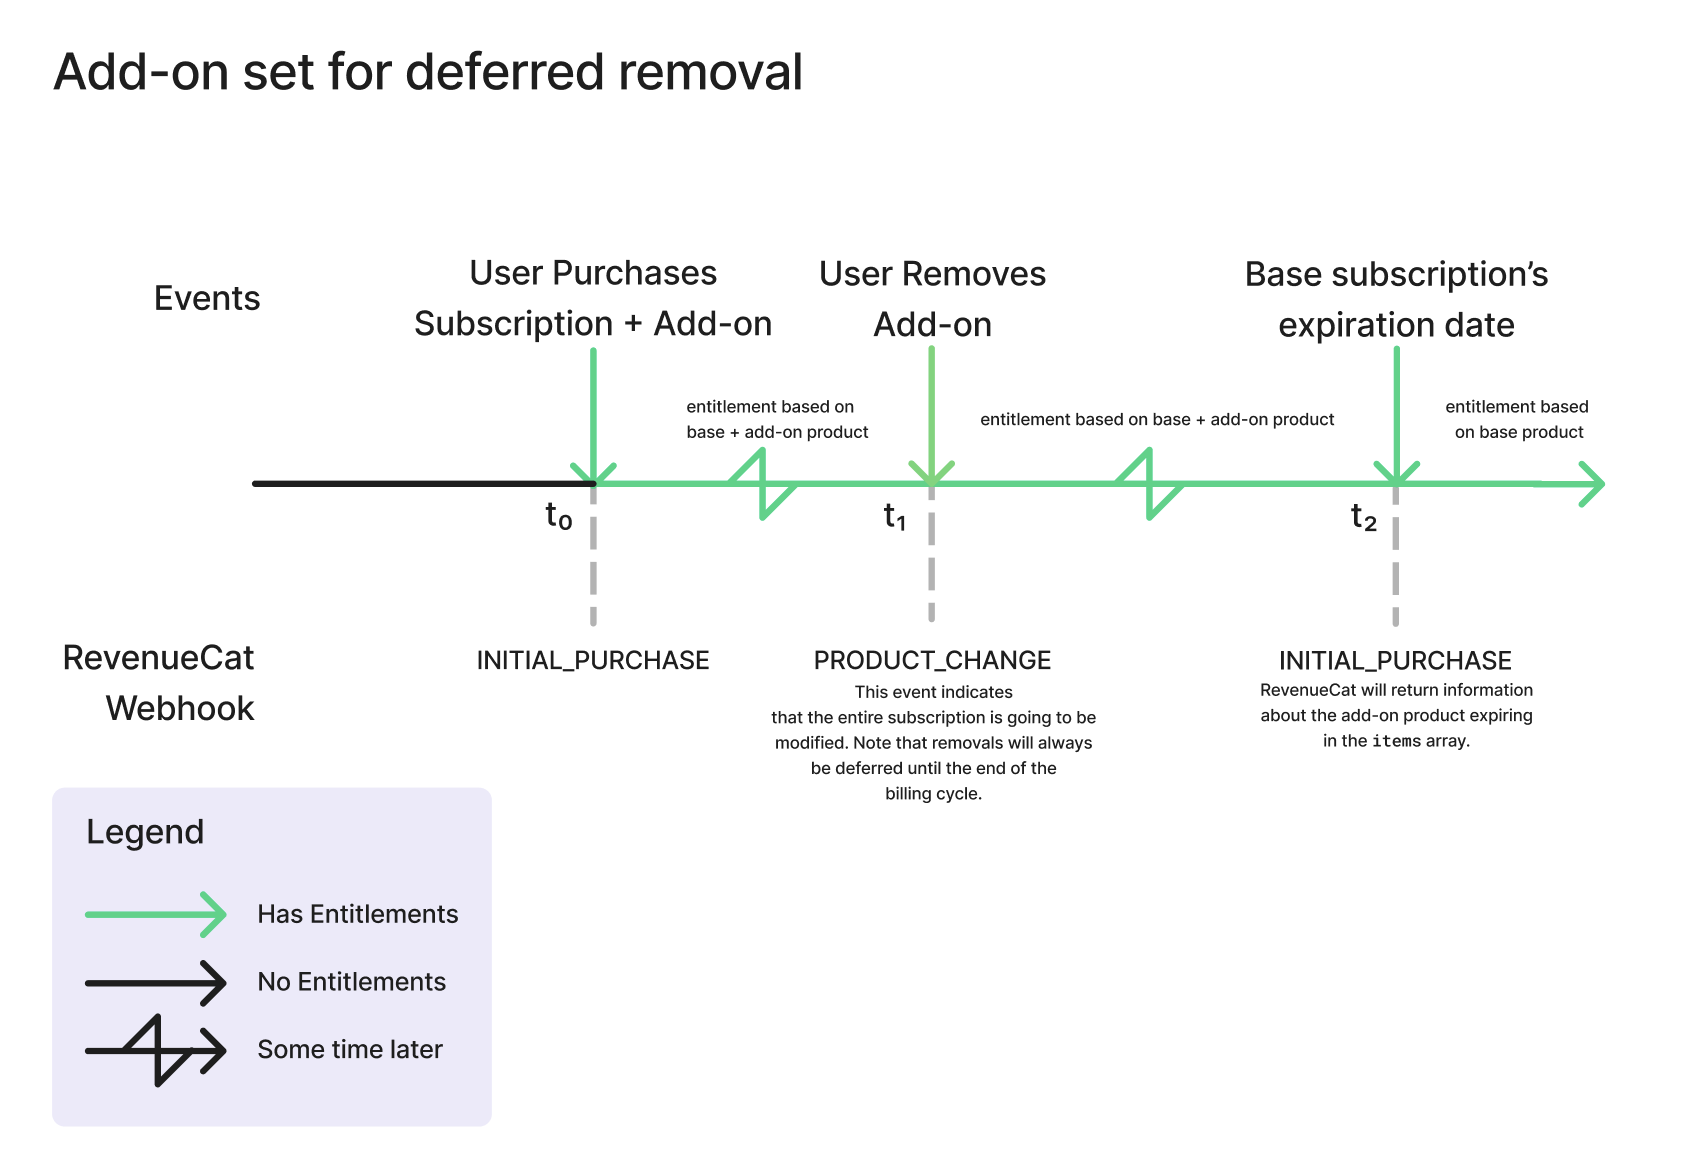 Add-on set for deferred removal
Events
User Purchases
Subscription + Add-on
User Removes
Add-on
Base subscription’s
expiration date
entitlement based on
base + add-on product
entitlement based on base + add-on product
entitlement based
on base product
t₀
t₁
t₂
RevenueCat
Webhook
INITIAL_PURCHASE
PRODUCT_CHANGE
This event indicates
that the entire subscription is going to be
modified. Note that removals will always
be deferred until the end of the
billing cycle.
INITIAL_PURCHASE
RevenueCat will return information
about the add-on product expiring
in the items array.
Legend
Has Entitlements
No Entitlements
Some time later